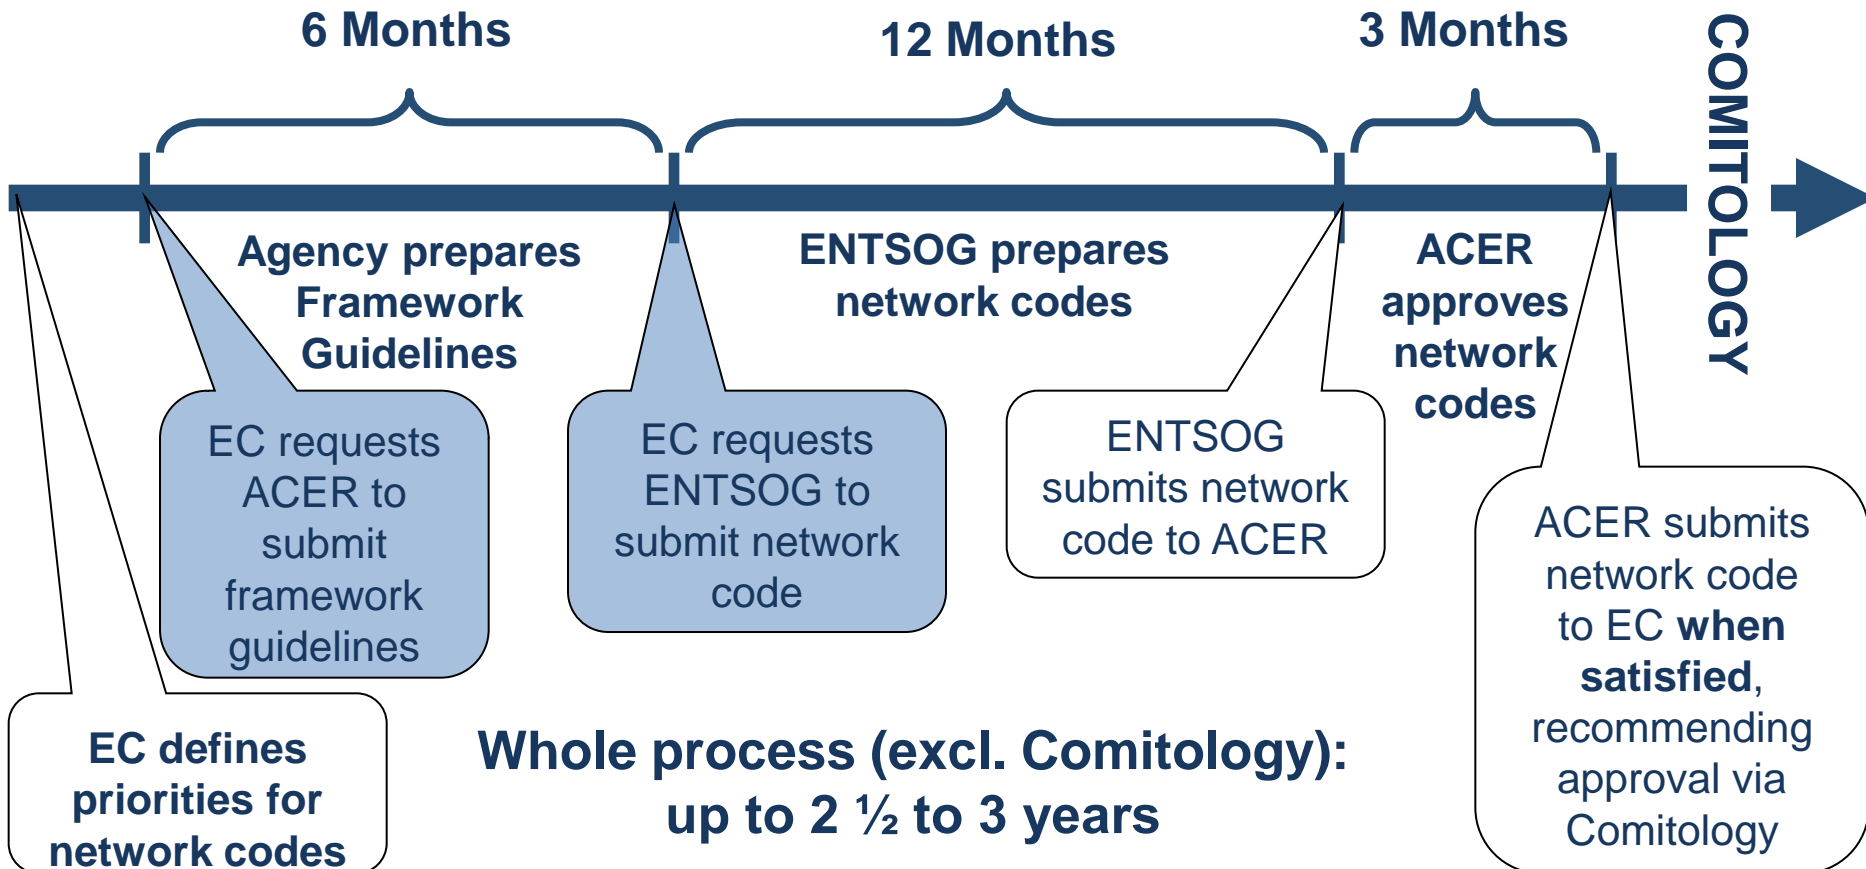 6 Months
12 Months
3 Months
COMITOLOGY
Agency prepares
Framework
Guidelines
ENTSOG prepares
network codes
ACER
approves
network
codes
EC requests
ACER to
submit
framework
guidelines
EC requests
ENTSOG to
submit network
code
ENTSOG
submits network
code to ACER
ACER submits
network code
to EC when
satisfied,
recommending
approval via
Comitology
EC defines
priorities for
network codes
Whole process (excl. Comitology):
up to 2 ½ to 3 years